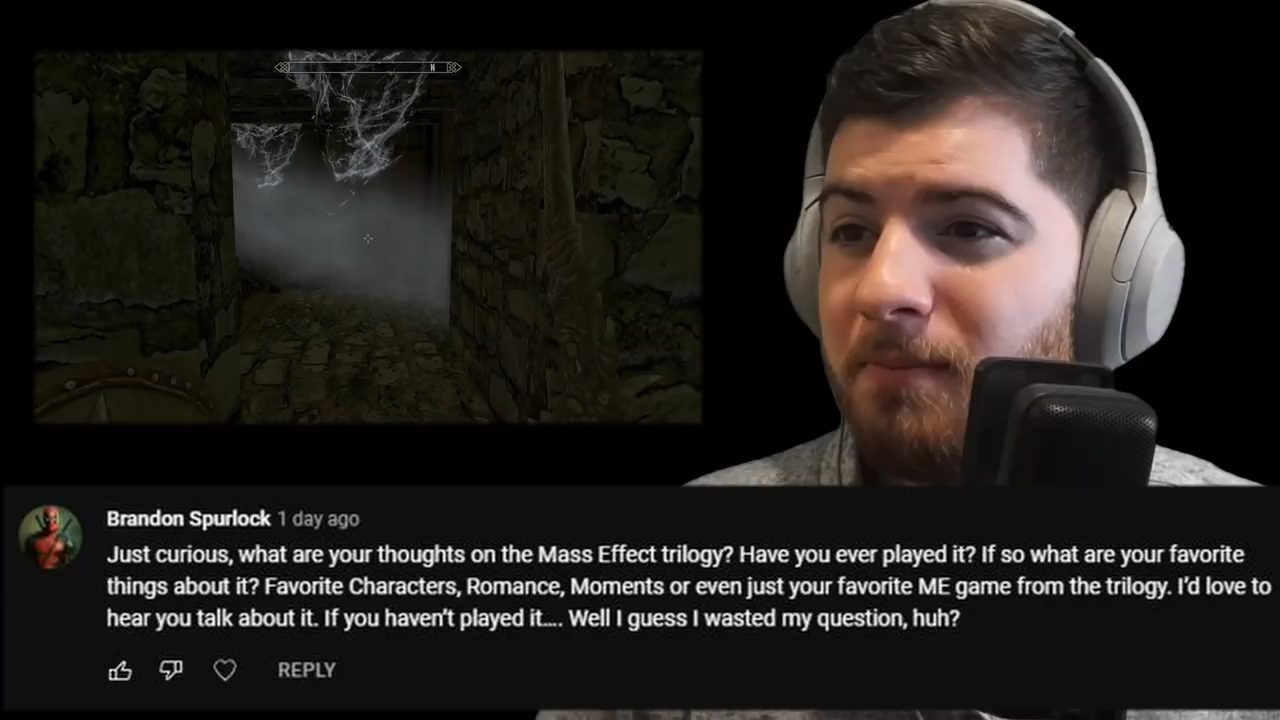 N
Brandon Spurlock 1 day ago
Just curious, what are your thoughts on the Mass Effect trilogy? Have you ever played it? If so what are your favorite
things about it? Favorite Characters, Romance, Moments or even just your favorite ME game from the trilogy. I'd love to
hear you talk about it. If you haven't played it.... Well I guess I wasted my question, huh?
REPLY